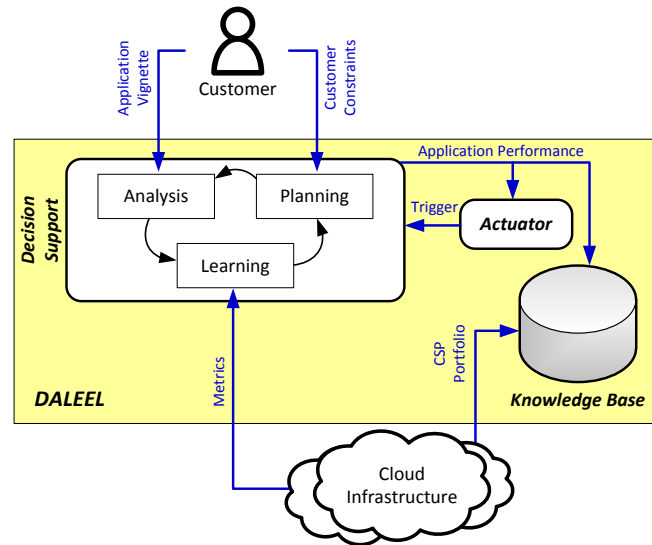 Application
Vignette
Customer
Customer
Constraints
Decision
Support
Analysis
Planning
Learning
Application Performance
Trigger
Actuator
Metrics
CSP
Portfolio
DALEEL
Knowledge Base
Cloud
Infrastructure